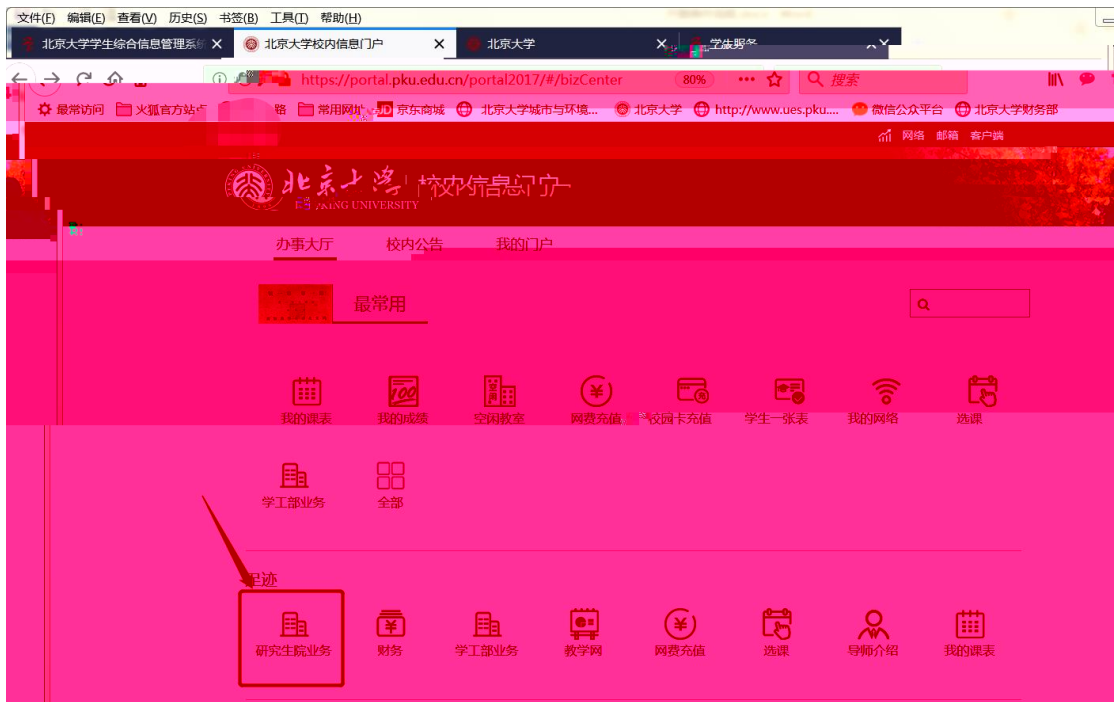 文件(F) 编辑(E) 查看(V) 历史(S) 书签(B) 工具(T) 帮助(H)
北京大学学生综合信息管理系统 × 北京大学校内信息门户 × 北京大学 ×
https://portal.pku.edu.cn/portal2017/#/bizCenter 80% 搜索
最常访问 火狐官方站点 路 常用网址 JD 京东商城 北京大学城市与环境... 北京大学 http://www.ues.pku.... 微信公众平台 北京大学财务部
网络 邮箱 客户端
北京大学 校内信息门户
UNIVERSITY
办事大厅 校内公告 我的门户
最常用
我的课表 我的成绩 空闲教室 网费充值 校园卡充值 学生一张表 我的网络 选课
学工部业务 全部
足迹
研究生院业务 财务 学工部业务 教学网 网费充值 选课 导师介绍 我的课表